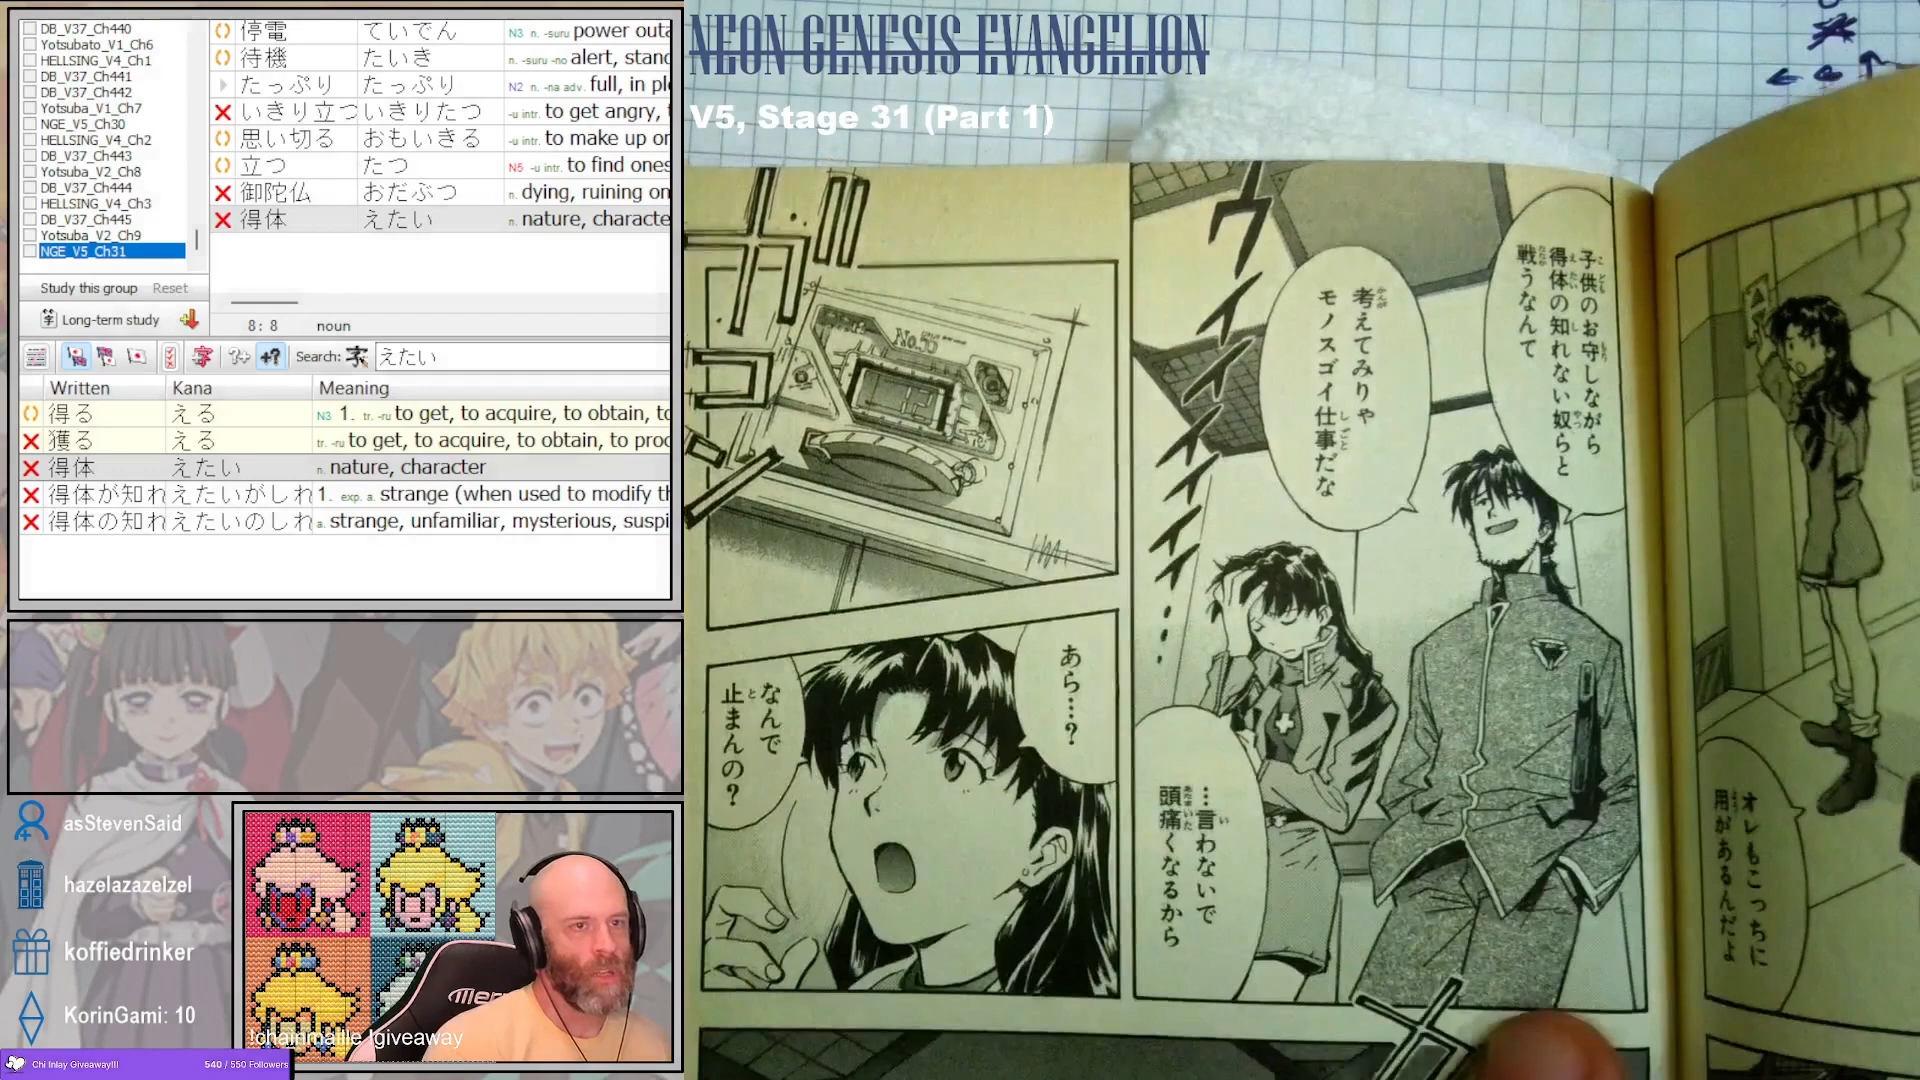 DB_V37_Ch440
Yotsubato_V1_Ch6
HELLSING_V4_Ch1
DB_V37_Ch441
DB_V37_Ch442
Yotsuba_V1_Ch7
NGE_V5_Ch30
HELLSING_V4_Ch2
DB_V37_Ch443
Yotsuba_V2_Ch8
DB_V37_Ch444
HELLSING_V4_Ch3
DB_V37_Ch445
Yotsuba_V2_Ch9
NGE_V5_Ch31
Study this group Reset
Long-term study
停電 ていでん N3 n. -suru power outa
待機 たいき n. -suru -no alert, stand
たっぷり たっぷり N2 n. -na adv. full, in pl
いきり立つ いきりたつ -u intr. to get angry,
思い切る おもいきる -u intr. to make up o
立つ たつ N5 -u intr. to find ones
御陀仏 おだぶつ n. dying, ruining on
得体 えたい n. nature, characte
8: 8 noun
Search: えたい
Written Kana Meaning
得る える N3 1. tr. -ru to get, to acquire, to obtain, to
獲る える tr. -ru to get, to acquire, to obtain, to proc
得体 えたい n. nature, character
得体が知れ えたいがしれ 1. exp. a. strange (when used to modify th
得体の知れ えたいのしれ a. strange, unfamiliar, mysterious, suspi
NEON GENESIS EVANGELION
V5, Stage 31 (Part 1)
オレもこっちに
用があるんだよ
子供のお守しながら
得体の知れない奴らと
戦うなんて
考えてみりゃ
モノスゴイ仕事だな
ウイイイイイ…
…言わないで
頭痛くなるから
No.55
あら…?
なんで
止まんの?
asStevenSaid
hazelazazelzel
koffiedrinker
KorinGami: 10
Chi Inlay Giveaway!!! 540 / 550 Followers
!chainmaille !giveaway